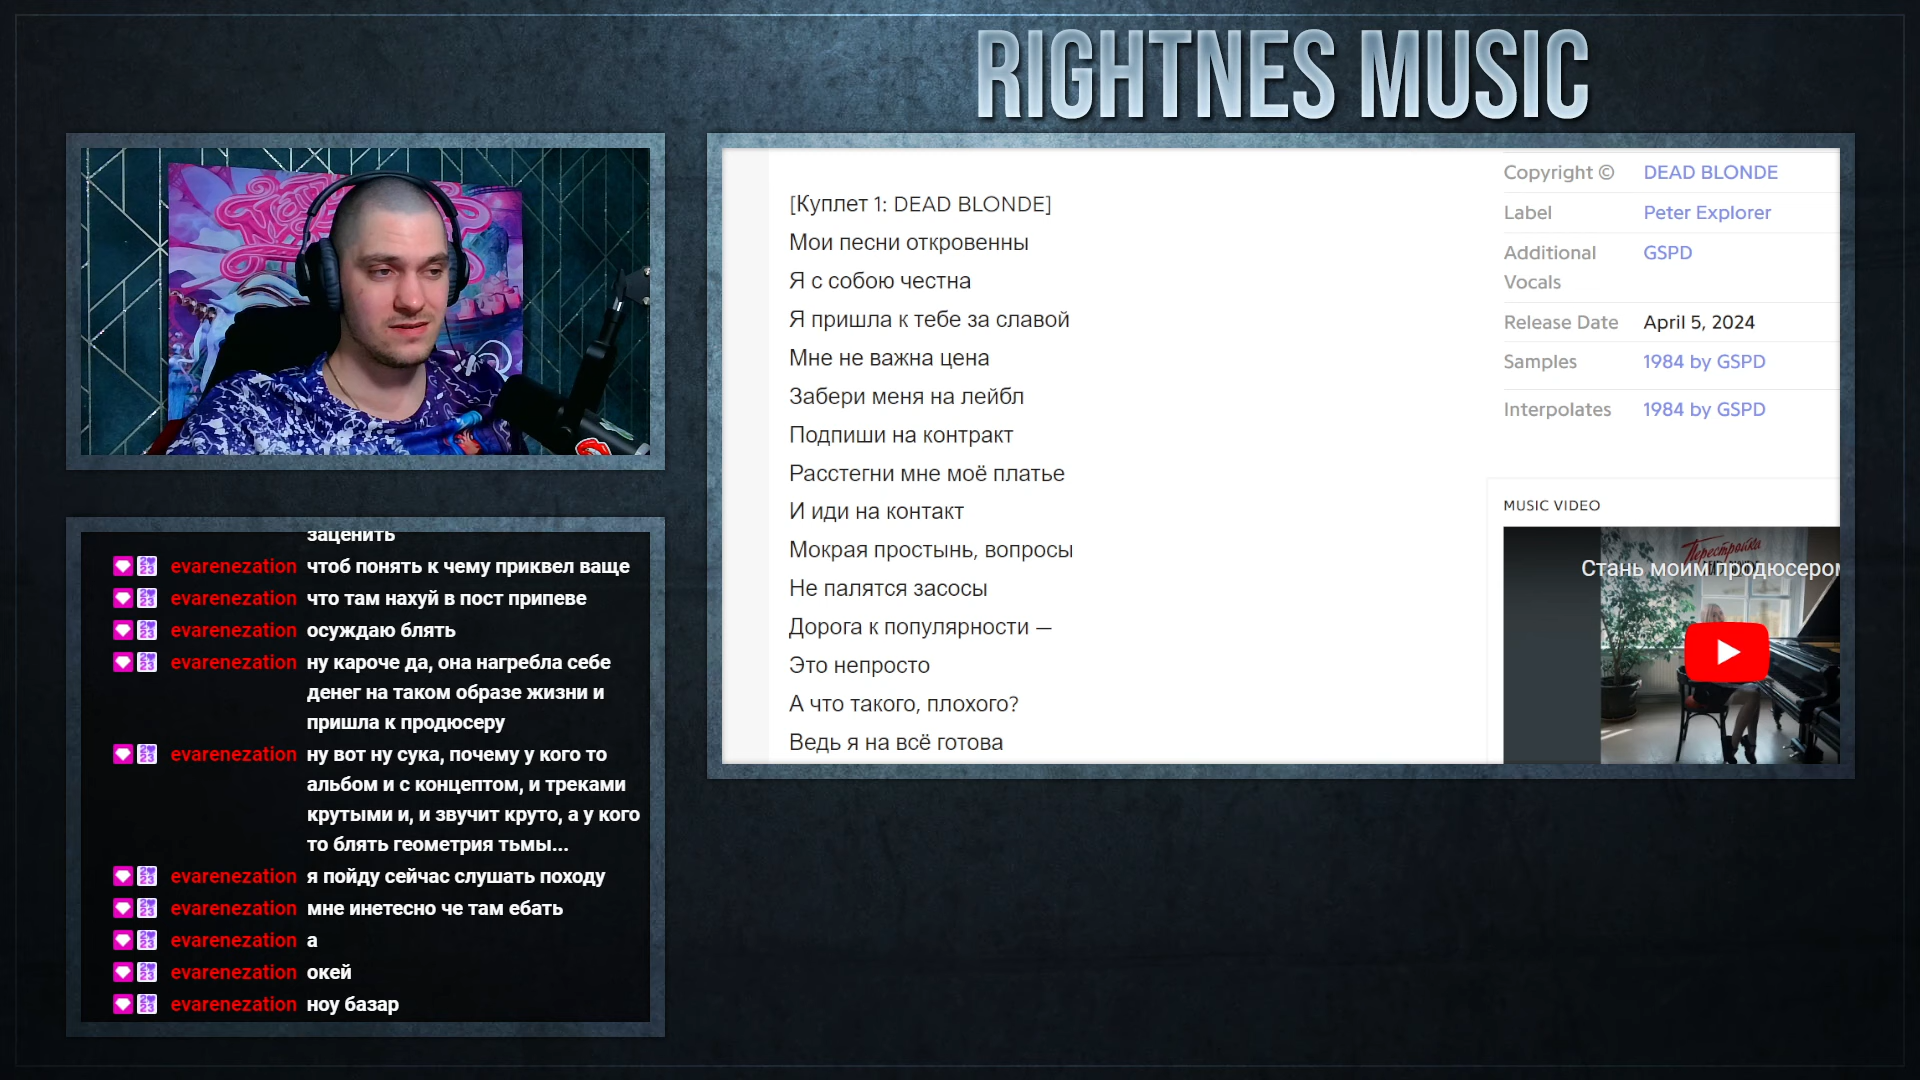 RIGHTNES MUSIC
[Куплет 1: DEAD BLONDE]
Мои песни откровенны
Я с собою честна
Я пришла к тебе за славой
Мне не важна цена
Забери меня на лейбл
Подпиши на контракт
Расстегни мне моё платье
И иди на контакт
Мокрая простынь, вопросы
Не палятся засосы
Дорога к популярности —
Это непросто
А что такого, плохого?
Ведь я на всё готова
Copyright © DEAD BLONDE
Label Peter Explorer
Additional GSPD
Vocals
Release Date April 5, 2024
Samples 1984 by GSPD
Interpolates 1984 by GSPD
MUSIC VIDEO
Перестройка
Стань моим продюсером
заценить
evarenezation чтоб понять к чему приквел ваще
evarenezation что там нахуй в пост припеве
evarenezation осуждаю блять
evarenezation ну кароче да, она нагребла себе
денег на таком образе жизни и
пришла к продюсеру
evarenezation ну вот ну сука, почему у кого то
альбом и с концептом, и треками
крутыми и, и звучит круто, а у кого
то блять геометрия тьмы...
evarenezation я пойду сейчас слушать походу
evarenezation мне инетесно че там ебать
evarenezation а
evarenezation окей
evarenezation ноу базар